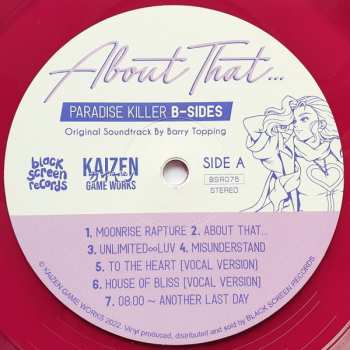 About That...
PARADISE KILLER B-SIDES
Original Soundtrack By Barry Topping
black screen records
KAIZEN GAME WORKS
SIDE A
BSR075
STEREO
1. MOONRISE RAPTURE 2. ABOUT THAT...
3. UNLIMITED∞LUV 4. MISUNDERSTAND
5. TO THE HEART [VOCAL VERSION]
6. HOUSE OF BLISS [VOCAL VERSION]
7. 08:00 ~ ANOTHER LAST DAY
© KAIZEN GAME WORKS 2022. Vinyl produced, distributed and sold by BLACK SCREEN RECORDS